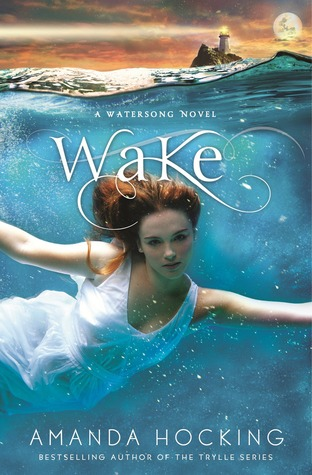 A WATERSONG NOVEL
Wake
AMANDA HOCKING
BESTSELLING AUTHOR OF THE TRYLLE SERIES